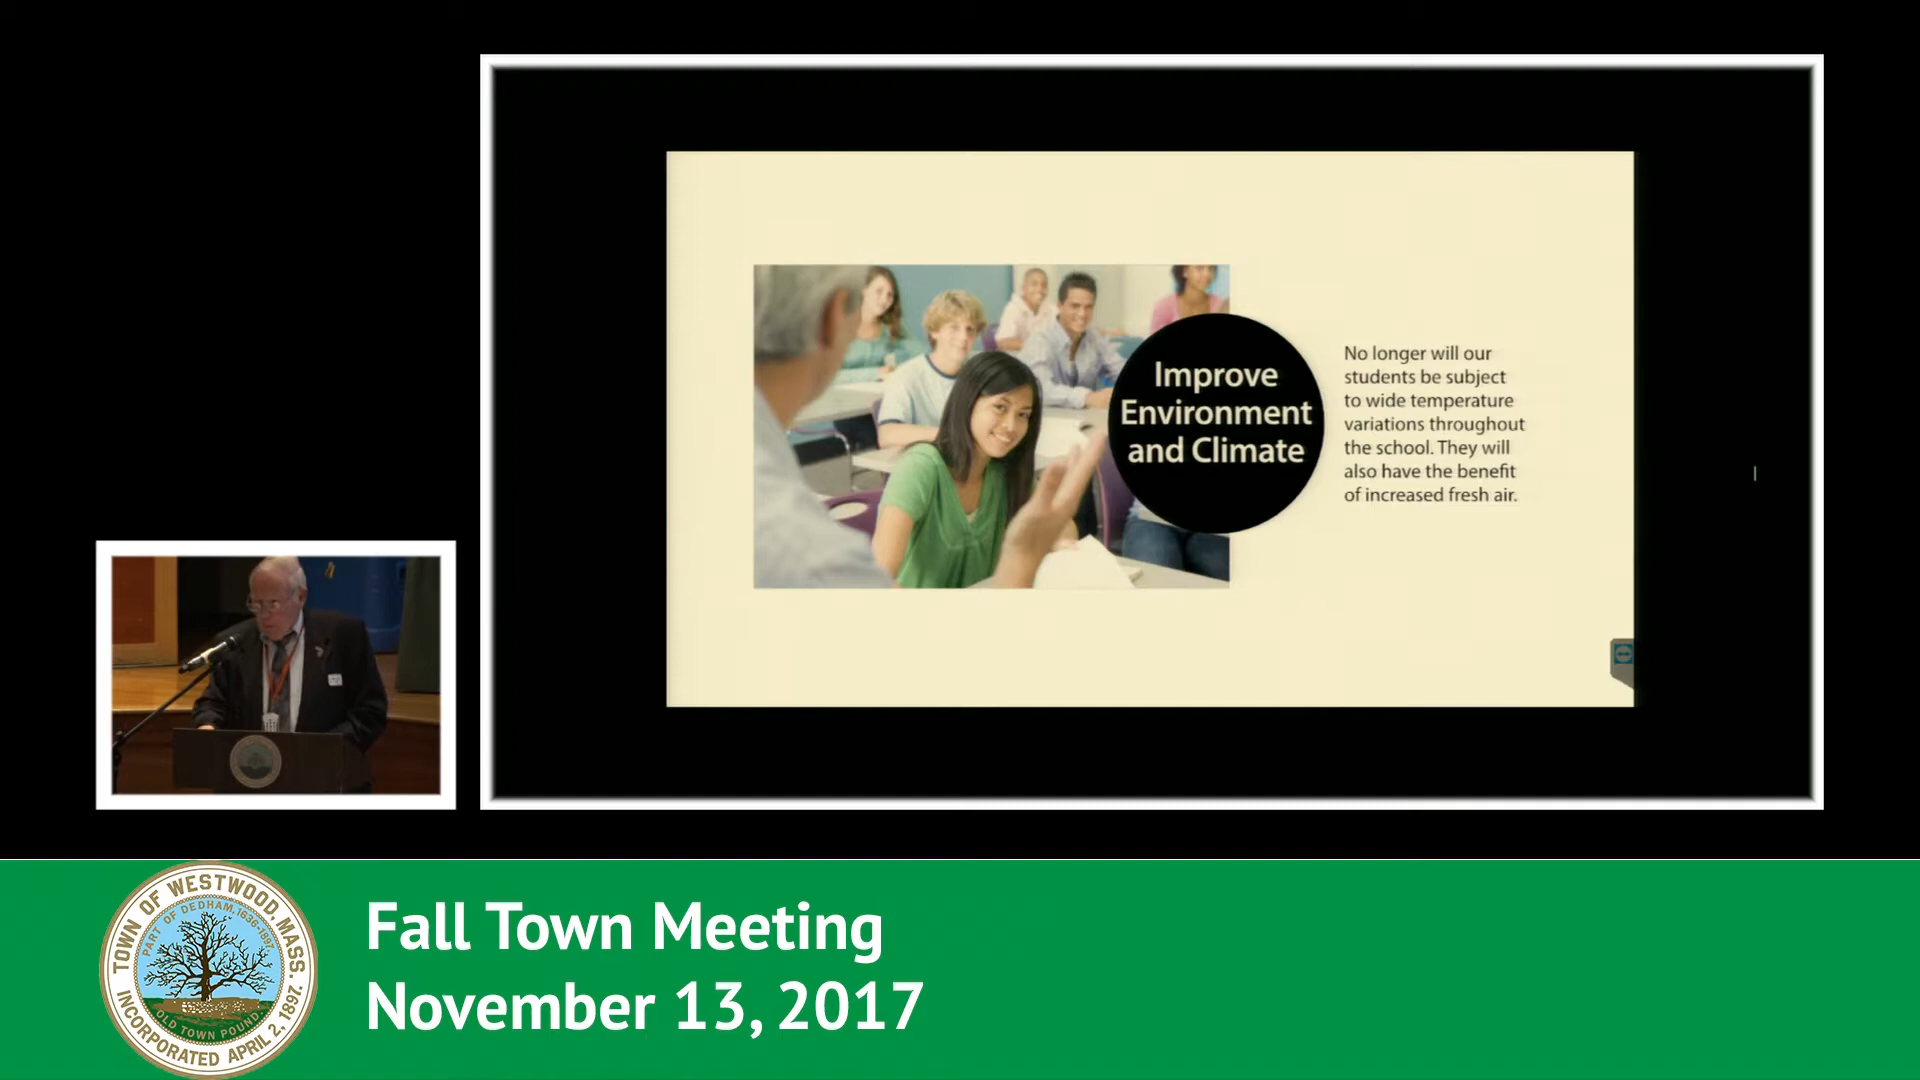 Improve
Environment
and Climate
No longer will our
students be subject
to wide temperature
variations throughout
the school. They will
also have the benefit
of increased fresh air.
TOWN OF WESTWOOD, MASS.
PART OF DEDHAM, 1636-1897.
OLD TOWN POUND.
INCORPORATED APRIL 2, 1897.
Fall Town Meeting
November 13, 2017